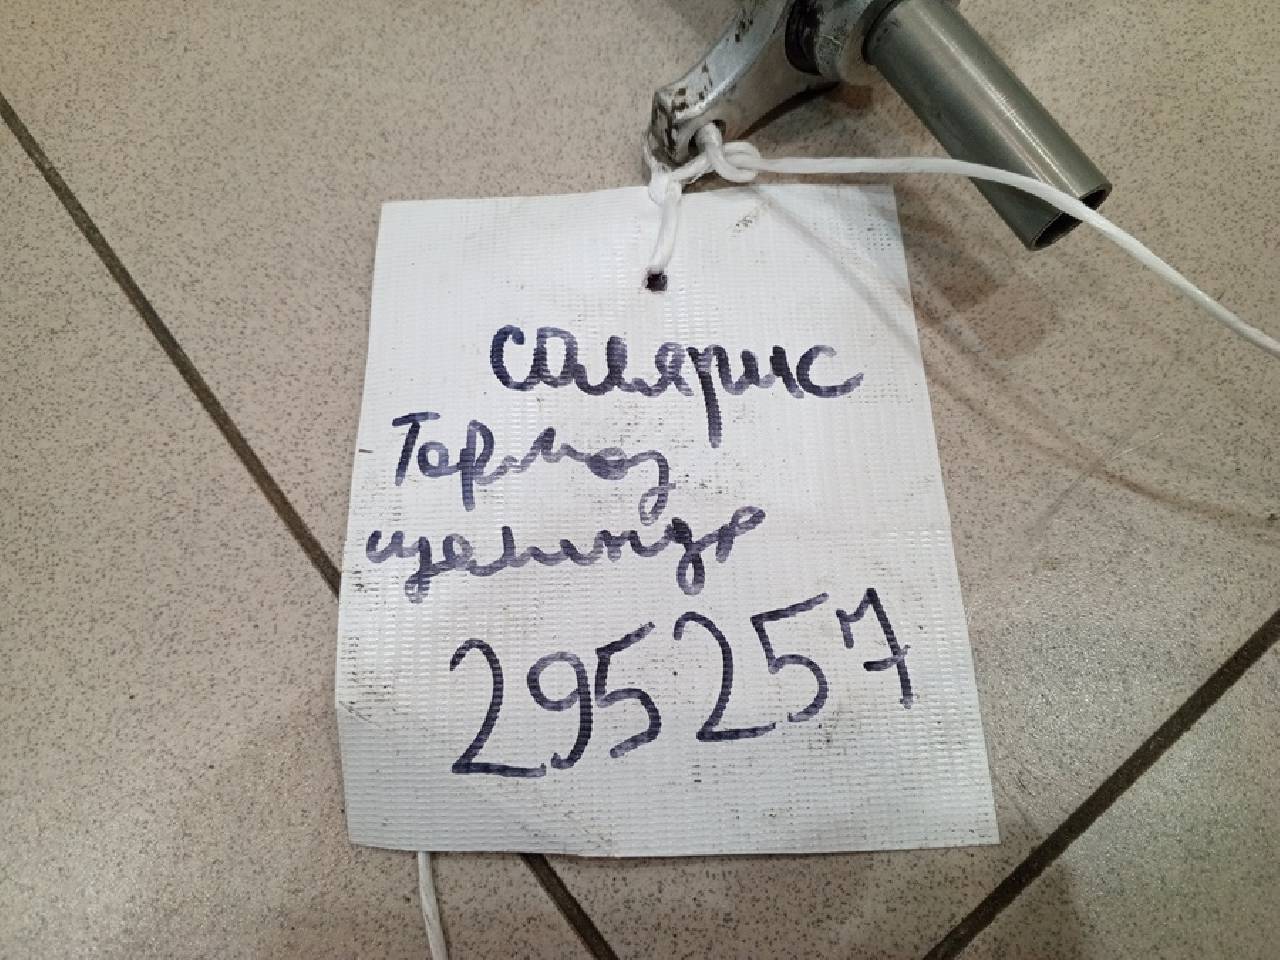 Солярис
Тормоз
цилиндр
295257